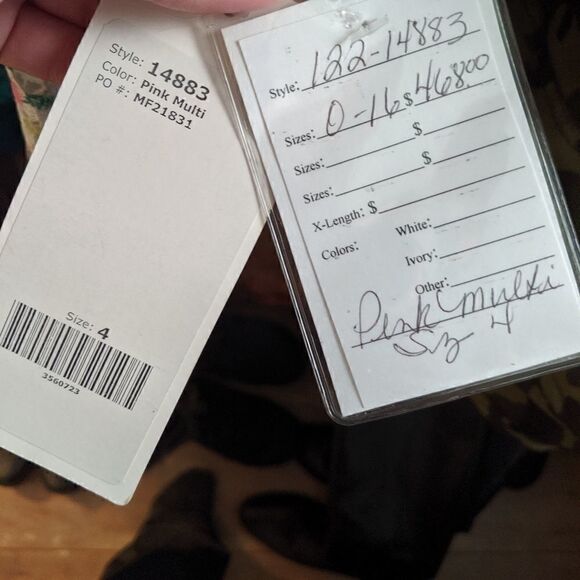 Style: 14883
Color: Pink Multi
PO #: MF21831
Size: 4
3560723
Style: 122-14883
Sizes: 0-16 $ 468.00
Sizes: $
Sizes: $
X-Length: $
Colors: White:
Ivory:
Other:
Pink Multi
Sz 4